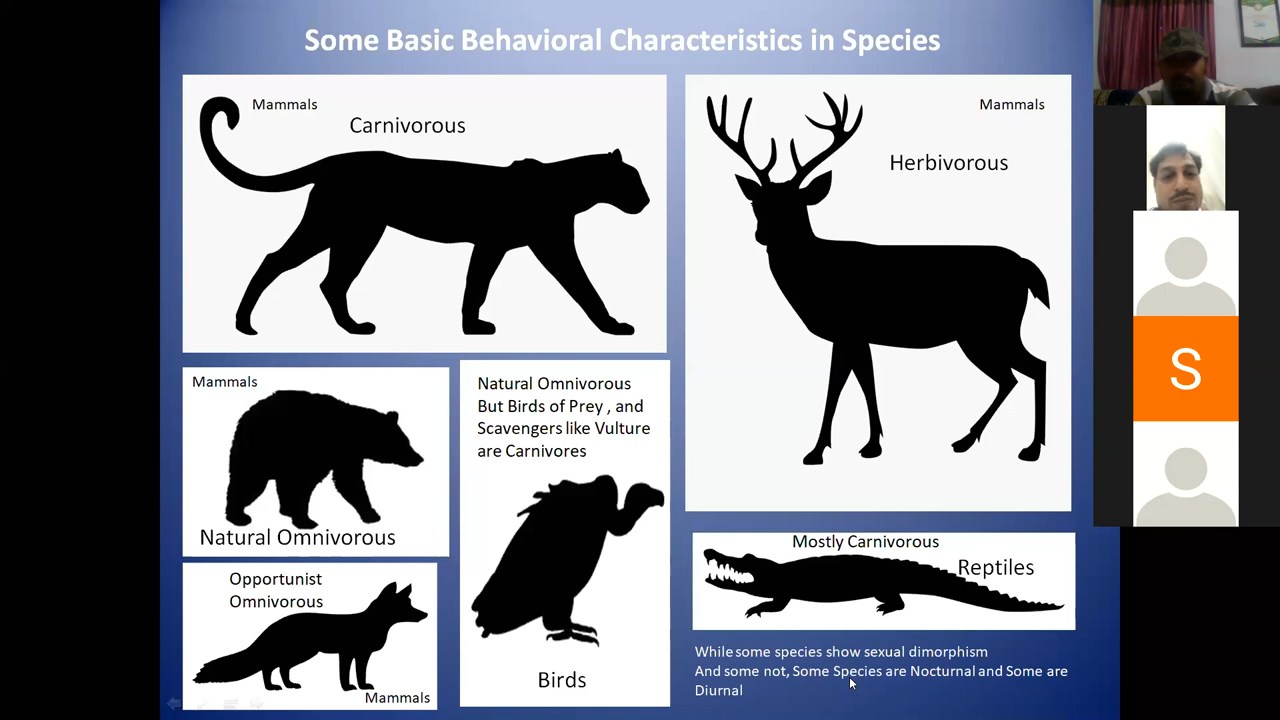 Some Basic Behavioral Characteristics in Species
Mammals
Carnivorous
Mammals
Herbivorous
Mammals
Natural Omnivorous
Natural Omnivorous
But Birds of Prey , and
Scavengers like Vulture
are Carnivores
Birds
Opportunist
Omnivorous
Mammals
Mostly Carnivorous
Reptiles
While some species show sexual dimorphism
And some not, Some Species are Nocturnal and Some are
Diurnal
S